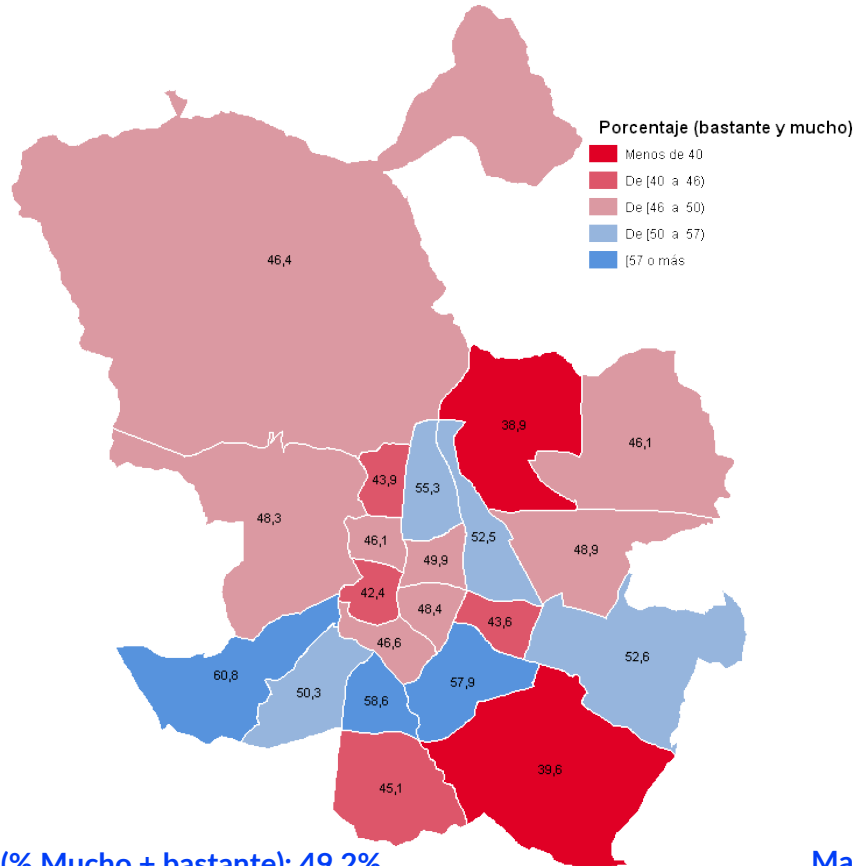 Porcentaje (bastante y mucho)
Menos de 40
De [40 a 46)
De [46 a 50)
De [50 a 57)
[57 o más
46,4
38,9
46,1
43,9
55,3
48,3
52,5
46,1
49,9
48,9
42,4
48,4
43,6
46,6
52,6
60,8
50,3
58,6
57,9
39,6
45,1
(% Mucho + bastante): 49,2%
Ma